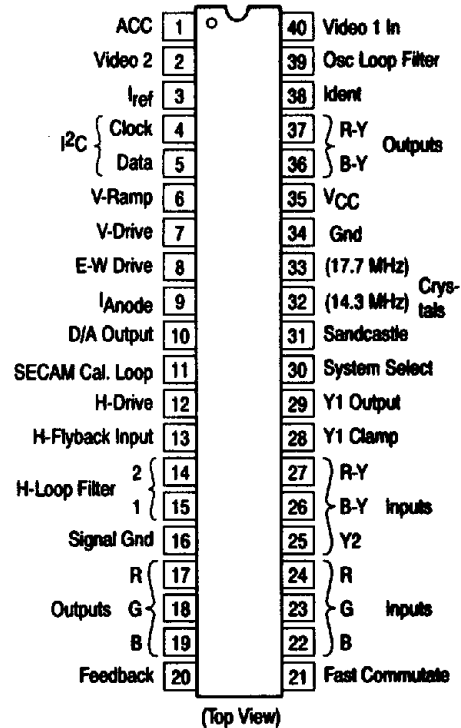 ACC 1 40 Video 1 In
Video 2 2 39 Osc Loop Filter
Iref 3 38 Ident
I2C Clock 4 37 R-Y Outputs
Data 5 36 B-Y
V-Ramp 6 35 VCC
V-Drive 7 34 Gnd
E-W Drive 8 33 (17.7 MHz) Crys-
IAnode 9 32 (14.3 MHz) tals
D/A Output 10 31 Sandcastle
SECAM Cal. Loop 11 30 System Select
H-Drive 12 29 Y1 Output
H-Flyback Input 13 28 Y1 Clamp
H-Loop Filter 2 14 27 R-Y
1 15 26 B-Y Inputs
Signal Gnd 16 25 Y2
R 17 24 R
Outputs G 18 23 G Inputs
B 19 22 B
Feedback 20 21 Fast Commutate
(Top View)